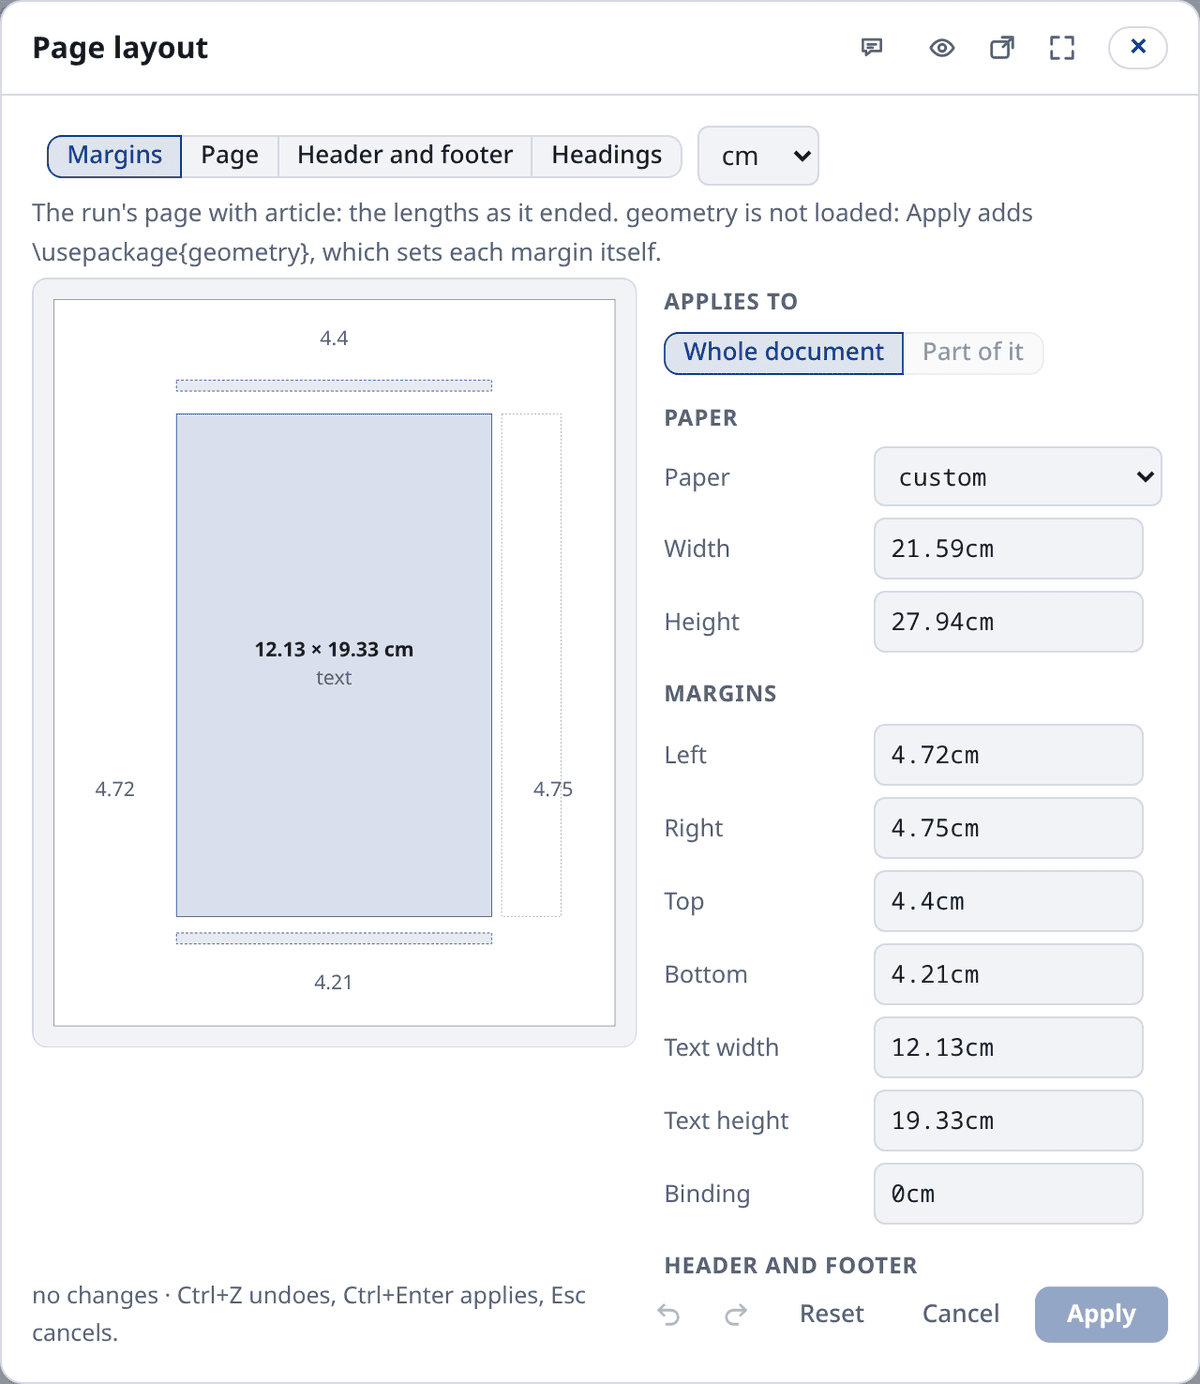 Page layout
Margins
Page
Header and footer
Headings
cm
The run's page with article: the lengths as it ended. geometry is not loaded: Apply adds
\usepackage{geometry}, which sets each margin itself.
4.4
12.13 × 19.33 cm
text
4.72
4.75
4.21
APPLIES TO
Whole document
Part of it
PAPER
Paper
custom
Width
21.59cm
Height
27.94cm
MARGINS
Left
4.72cm
Right
4.75cm
Top
4.4cm
Bottom
4.21cm
Text width
12.13cm
Text height
19.33cm
Binding
0cm
HEADER AND FOOTER
no changes · Ctrl+Z undoes, Ctrl+Enter applies, Esc
cancels.
Reset
Cancel
Apply